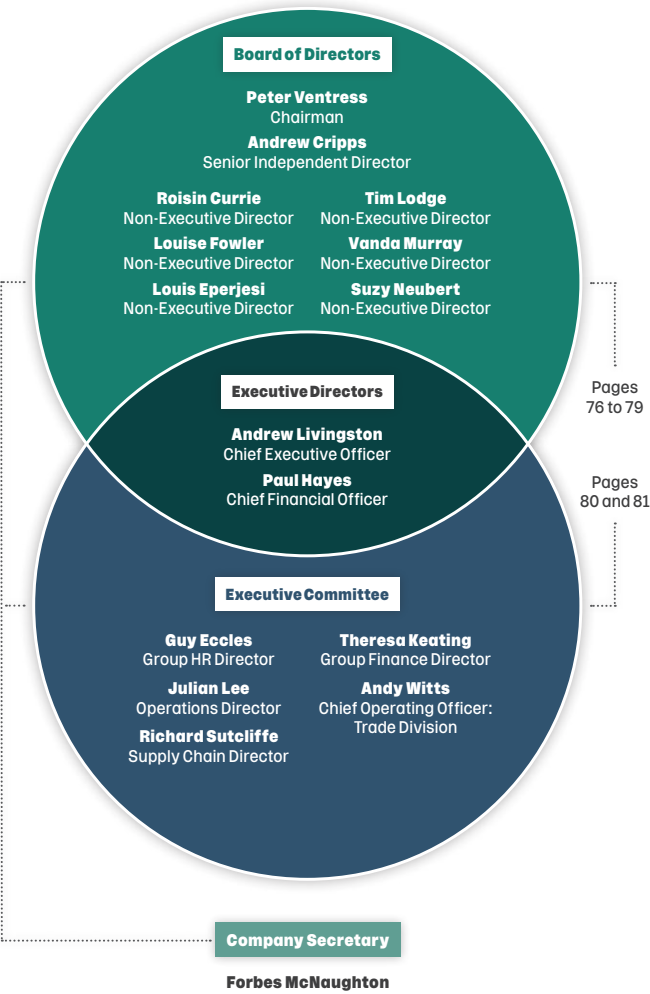 Board of Directors
Peter Ventress
Chairman
Andrew Cripps
Senior Independent Director
Roisin Currie
Non-Executive Director
Tim Lodge
Non-Executive Director
Louise Fowler
Non-Executive Director
Vanda Murray
Non-Executive Director
Louis Eperjesi
Non-Executive Director
Suzy Neubert
Non-Executive Director
Executive Directors
Andrew Livingston
Chief Executive Officer
Paul Hayes
Chief Financial Officer
Pages
76 to 79
Pages
80 and 81
Executive Committee
Guy Eccles
Group HR Director
Theresa Keating
Group Finance Director
Julian Lee
Operations Director
Andy Witts
Chief Operating Officer:
Trade Division
Richard Sutcliffe
Supply Chain Director
Company Secretary
Forbes McNaughton